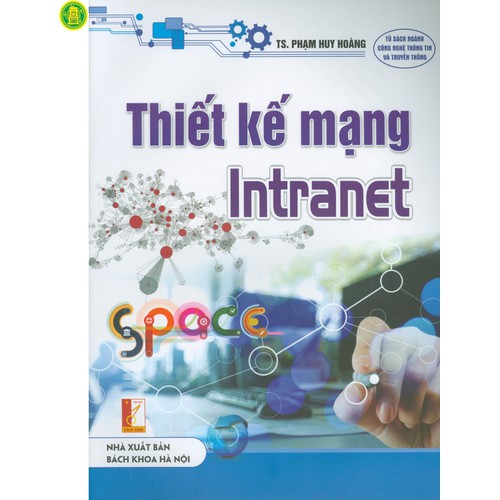 TS. PHẠM HUY HOÀNG
TỦ SÁCH NGÀNH
CÔNG NGHỆ THÔNG TIN
VÀ TRUYỀN THÔNG
Thiết kế mạng
Intranet
space
NHÀ XUẤT BẢN
BÁCH KHOA HÀ NỘI